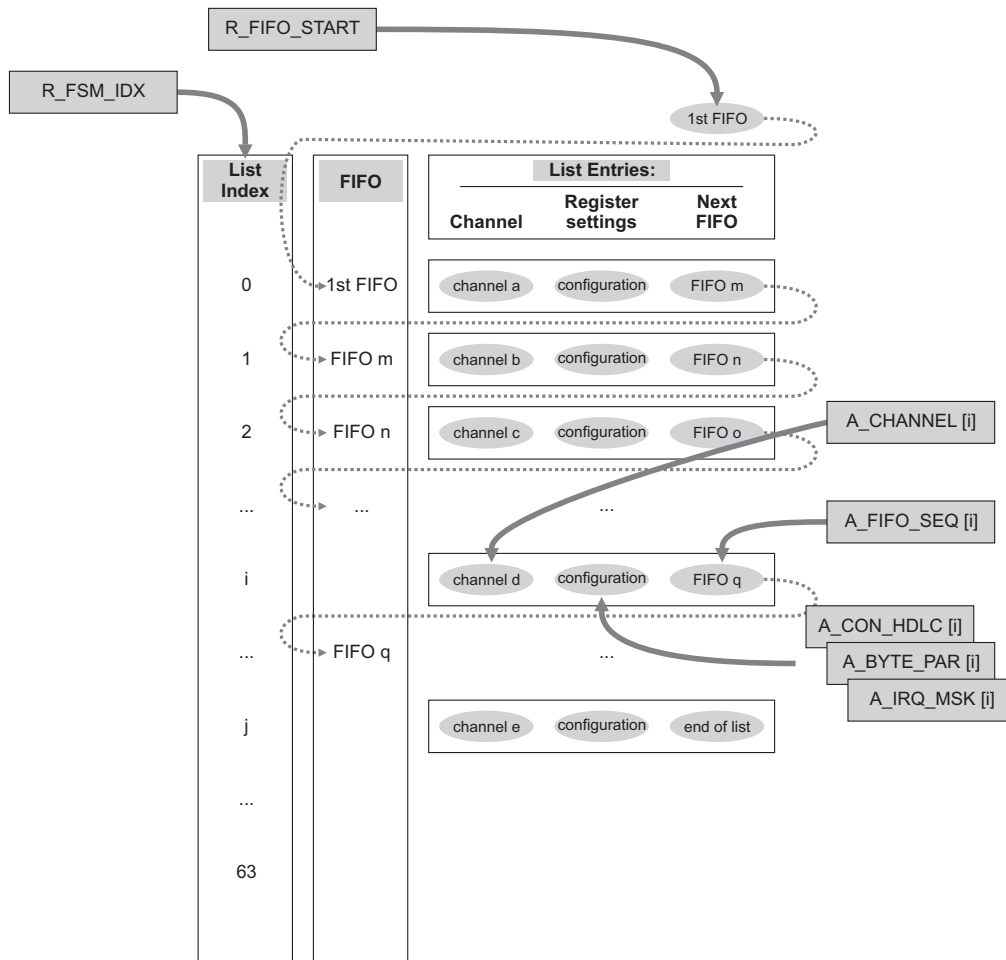 R_FIFO_START
R_FSM_IDX
1st FIFO
List
Index
FIFO
List Entries:
Channel
Register
settings
Next
FIFO
0
1st FIFO
channel a
configuration
FIFO m
1
FIFO m
channel b
configuration
FIFO n
2
FIFO n
channel c
configuration
FIFO o
A_CHANNEL [i]
...
...
...
A_FIFO_SEQ [i]
i
channel d
configuration
FIFO q
A_CON_HDLC [i]
...
FIFO q
...
A_BYTE_PAR [i]
A_IRQ_MSK [i]
j
channel e
configuration
end of list
...
63